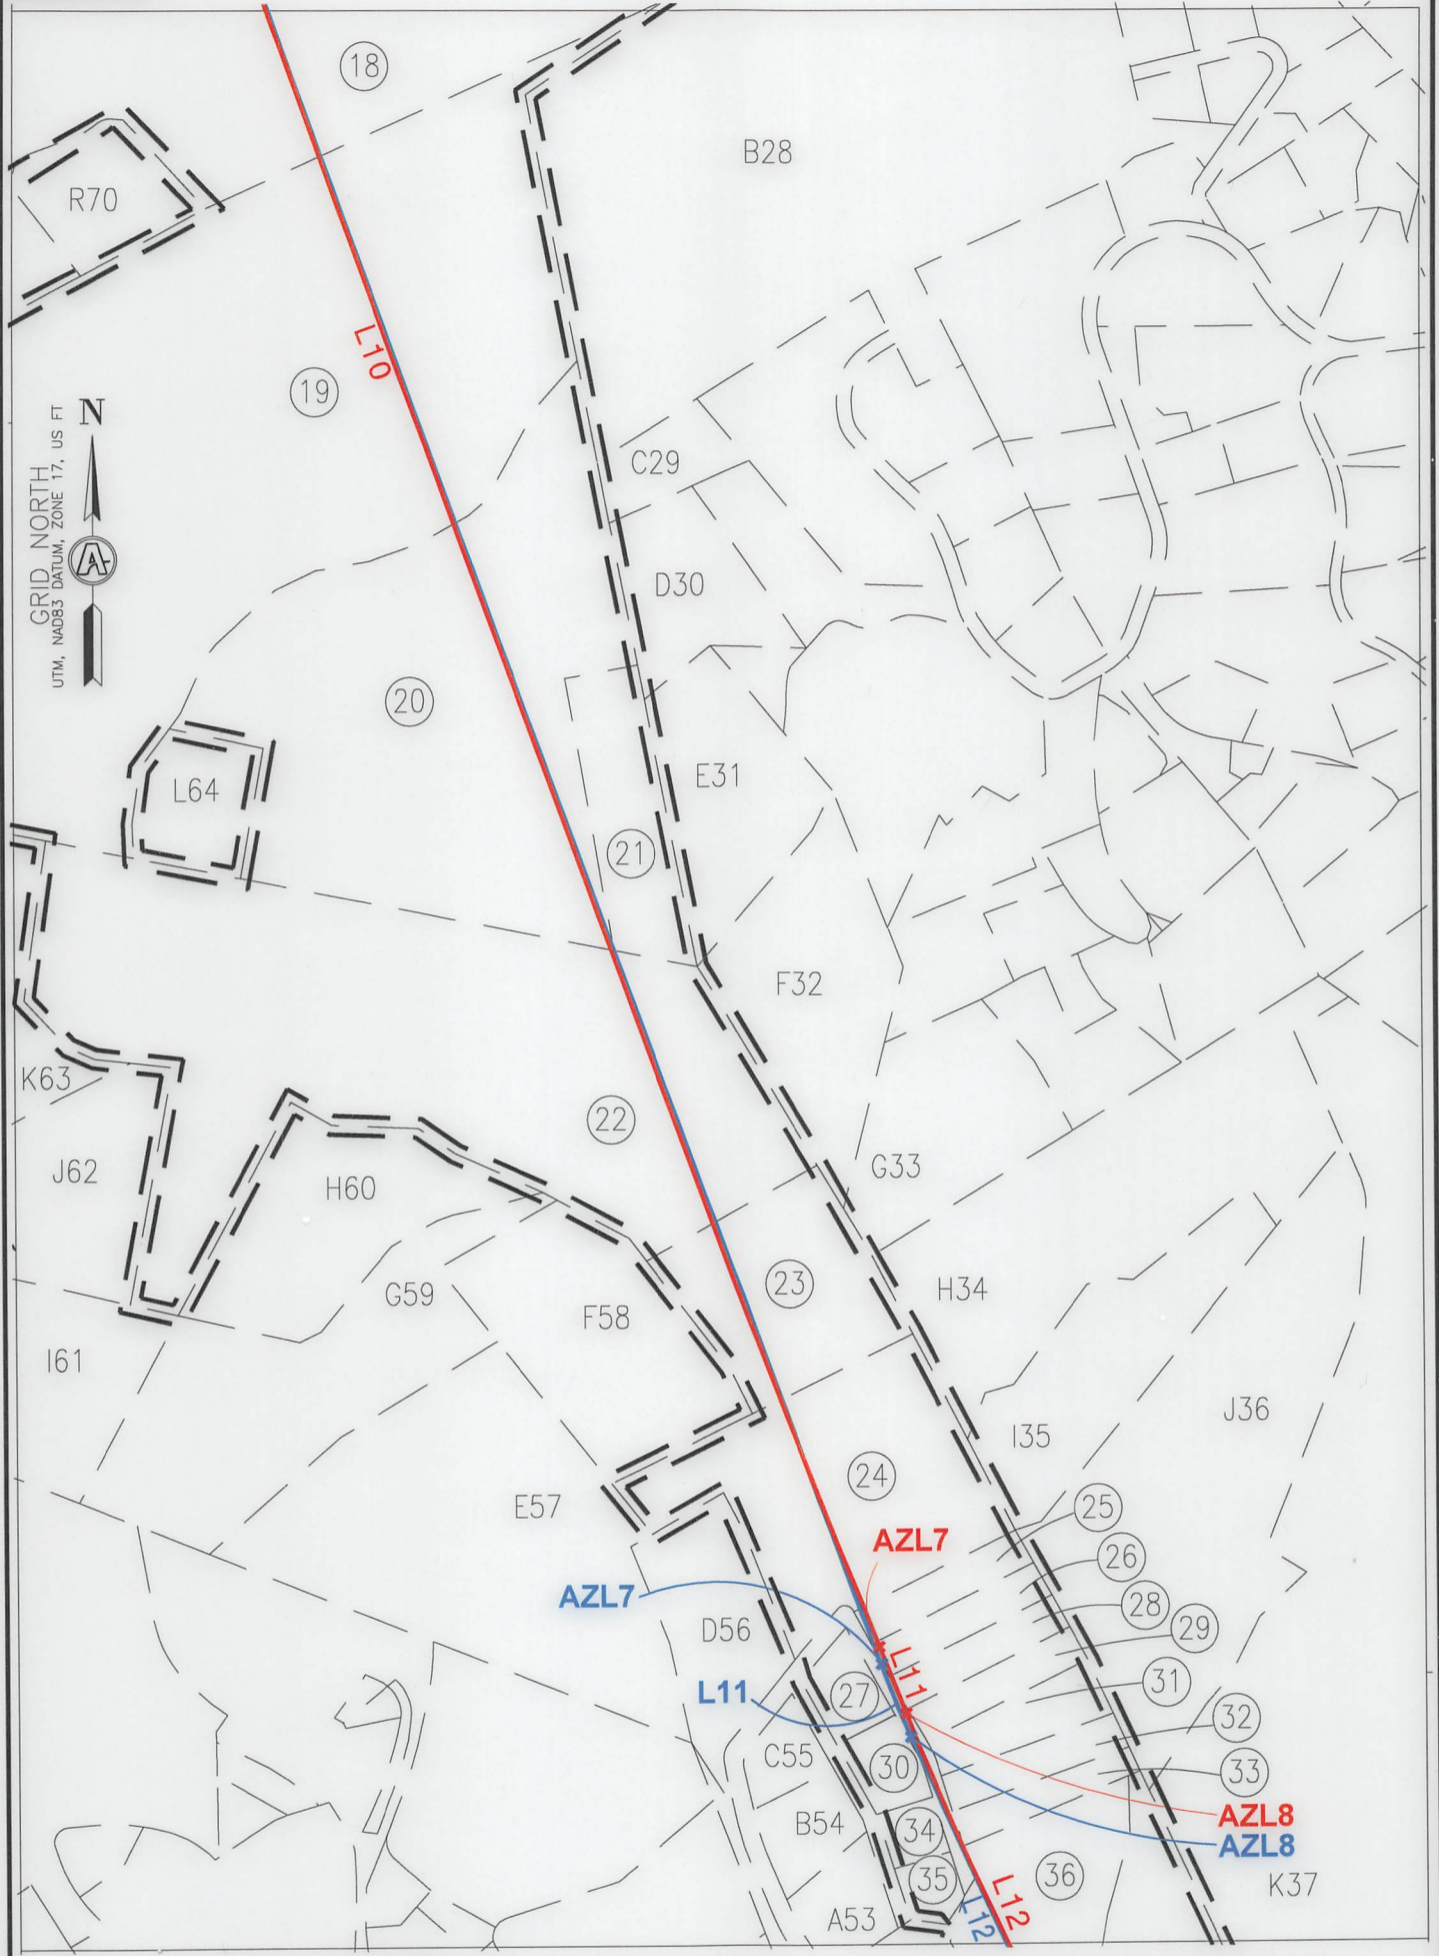 18
B28
R70
L10
19
N
GRID NORTH
UTM, NAD83 DATUM, ZONE 17, US FT
A
C29
D30
20
E31
L64
21
F32
K63
22
J62
H60
G33
G59
23
H34
F58
I61
I35
J36
24
E57
25
AZL7
26
AZL7
28
D56
29
L11
L11
27
31
32
C55
30
33
B54
34
AZL8
AZL8
35
36
K37
A53
L12
L12